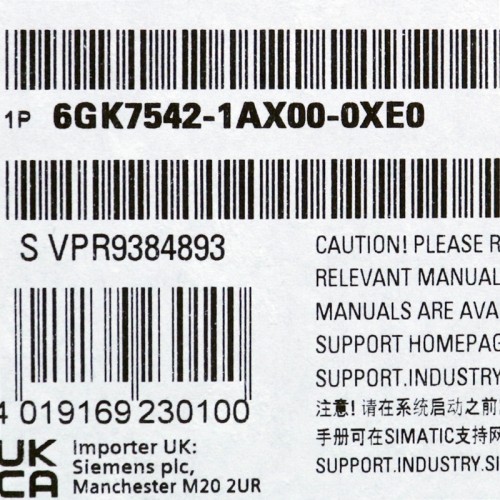 1P 6GK7542-1AX00-0XE0
S VPR9384893
CAUTION! PLEASE R
RELEVANT MANUAL
MANUALS ARE AVA
SUPPORT HOMEPAG
SUPPORT.INDUSTRY
注意! 请在系统启动之前
手册可在SIMATIC支持网
SUPPORT.INDUSTRY.SI
4 019169 230100
UK
CA
Importer UK:
Siemens plc,
Manchester M20 2UR